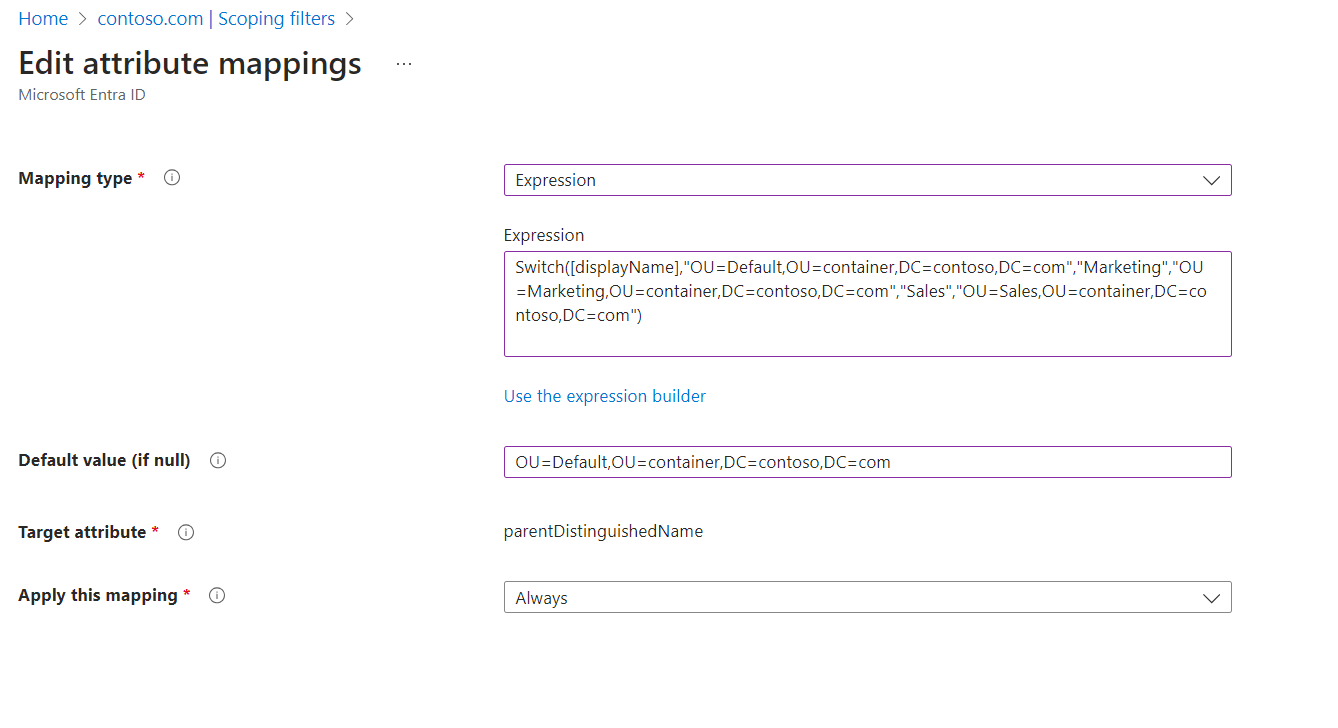 Home > contoso.com | Scoping filters >
Edit attribute mappings ...
Microsoft Entra ID
Mapping type *
Expression
Expression
Switch([displayName],"OU=Default,OU=container,DC=contoso,DC=com","Marketing","OU
=Marketing,OU=container,DC=contoso,DC=com","Sales","OU=Sales,OU=container,DC=co
ntoso,DC=com")
Use the expression builder
Default value (if null)
OU=Default,OU=container,DC=contoso,DC=com
Target attribute *
parentDistinguishedName
Apply this mapping *
Always